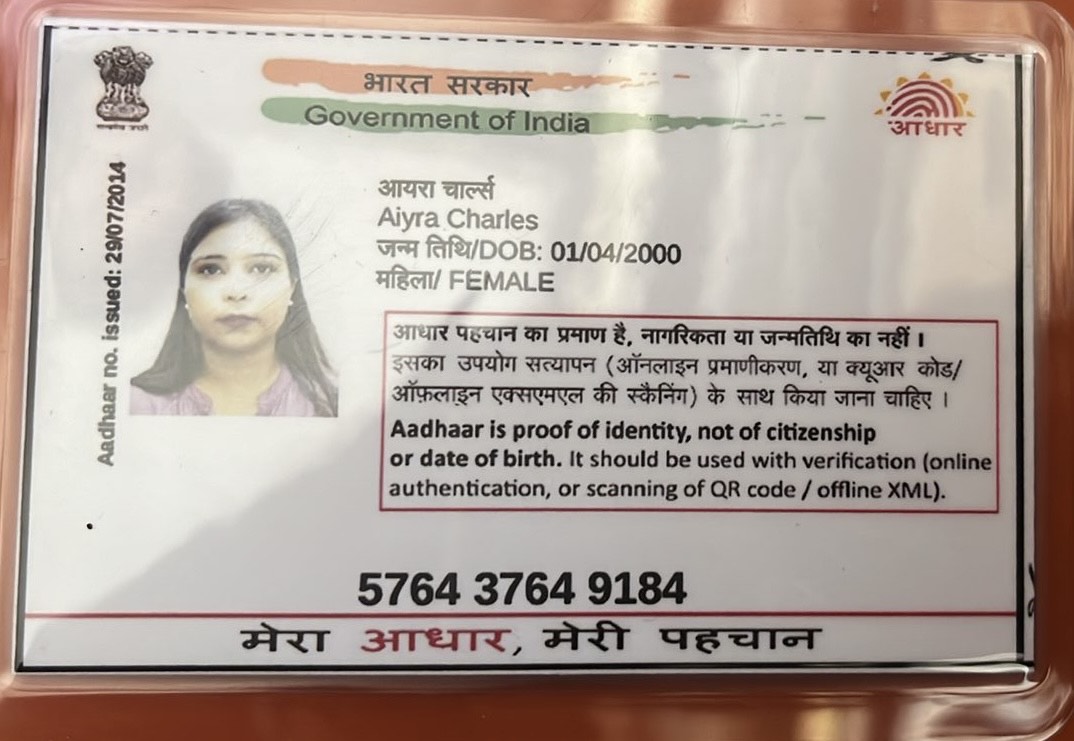 भारत सरकार
Government of India
आधार
Aadhaar no. issued: 29/07/2014
आयरा चार्ल्स
Aiyra Charles
जन्म तिथि/DOB: 01/04/2000
महिला/ FEMALE
आधार पहचान का प्रमाण है, नागरिकता या जन्मतिथि का नहीं ।
इसका उपयोग सत्यापन (ऑनलाइन प्रमाणीकरण, या क्यूआर कोड/
ऑफ़लाइन एक्सएमएल की स्कैनिंग) के साथ किया जाना चाहिए ।
Aadhaar is proof of identity, not of citizenship
or date of birth. It should be used with verification (online
authentication, or scanning of QR code / offline XML).
5764 3764 9184
मेरा आधार, मेरी पहचान